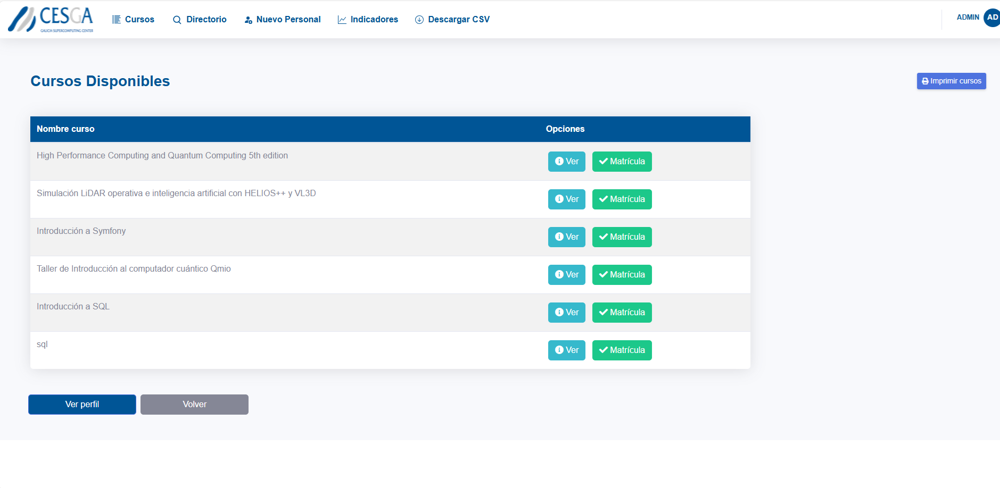 CESGA
GALICIA SUPERCOMPUTING CENTER
Cursos
Directorio
Nuevo Personal
Indicadores
Descargar CSV
ADMIN
AD
Cursos Disponibles
Imprimir cursos
Nombre curso Opciones
High Performance Computing and Quantum Computing 5th edition Ver Matrícula
Simulación LiDAR operativa e inteligencia artificial con HELIOS++ y VL3D Ver Matrícula
Introducción a Symfony Ver Matrícula
Taller de Introducción al computador cuántico Qmio Ver Matrícula
Introducción a SQL Ver Matrícula
sql Ver Matrícula
Ver perfil Volver